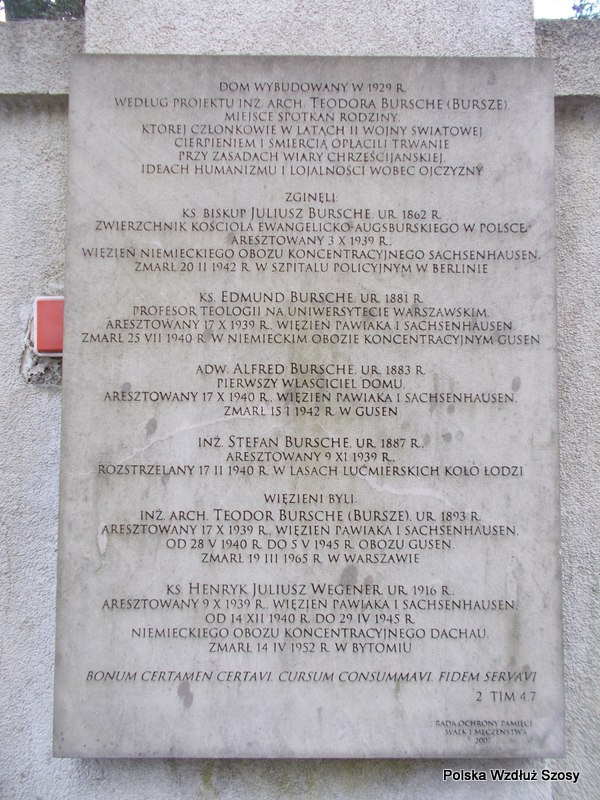 DOM WYBUDOWANY W 1929 R.
WEDŁUG PROJEKTU INŻ. ARCH. TEODORA BURSCHE (BURSZE).
MIEJSCE SPOTKAŃ RODZINY,
KTÓREJ CZŁONKOWIE W LATACH II WOJNY ŚWIATOWEJ
CIERPIENIEM I ŚMIERCIĄ OPŁACILI TRWANIE
PRZY ZASADACH WIARY CHRZEŚCIJAŃSKIEJ,
IDEACH HUMANIZMU I LOJALNOŚCI WOBEC OJCZYZNY
ZGINĘLI:
KS. BISKUP JULIUSZ BURSCHE, UR. 1862 R.
ZWIERZCHNIK KOŚCIOŁA EWANGELICKO-AUGSBURSKIEGO W POLSCE,
ARESZTOWANY 3 X 1939 R.,
WIĘZIEŃ NIEMIECKIEGO OBOZU KONCENTRACYJNEGO SACHSENHAUSEN.
ZMARŁ 20 II 1942 R. W SZPITALU POLICYJNYM W BERLINIE
KS. EDMUND BURSCHE, UR. 1881 R.
PROFESOR TEOLOGII NA UNIWERSYTECIE WARSZAWSKIM.
ARESZTOWANY 17 X 1939 R., WIĘZIEŃ PAWIAKA I SACHSENHAUSEN.
ZMARŁ 25 VII 1940 R. W NIEMIECKIM OBOZIE KONCENTRACYJNYM GUSEN
ADW. ALFRED BURSCHE, UR. 1883 R.
PIERWSZY WŁAŚCICIEL DOMU.
ARESZTOWANY 17 X 1940 R., WIĘZIEŃ PAWIAKA I SACHSENHAUSEN.
ZMARŁ 15 I 1942 R. W GUSEN
INŻ. STEFAN BURSCHE, UR. 1887 R.,
ARESZTOWANY 9 XI 1939 R.,
ROZSTRZELANY 17 II 1940 R. W LASACH LUĆMIERSKICH KOŁO ŁODZI
WIĘZIENI BYLI:
INŻ. ARCH. TEODOR BURSCHE (BURSZE), UR. 1893 R.
ARESZTOWANY 17 X 1939 R., WIĘZIEŃ PAWIAKA I SACHSENHAUSEN.
OD 28 V 1940 R. DO 5 V 1945 R. OBOZU GUSEN.
ZMARŁ 19 III 1965 R. W WARSZAWIE
KS. HENRYK JULIUSZ WEGENER, UR. 1916 R.,
ARESZTOWANY 9 X 1939 R., WIĘZIEŃ PAWIAKA I SACHSENHAUSEN.
OD 14 XII 1940 R. DO 29 IV 1945 R.
NIEMIECKIEGO OBOZU KONCENTRACYJNEGO DACHAU.
ZMARŁ 14 IV 1952 R. W BYTOMIU
BONUM CERTAMEN CERTAVI, CURSUM CONSUMMAVI, FIDEM SERVAVI
2 TIM 4.7
RADA OCHRONY PAMIĘCI
WALK I MĘCZEŃSTWA
2007
Polska Wzdłuż Szosy